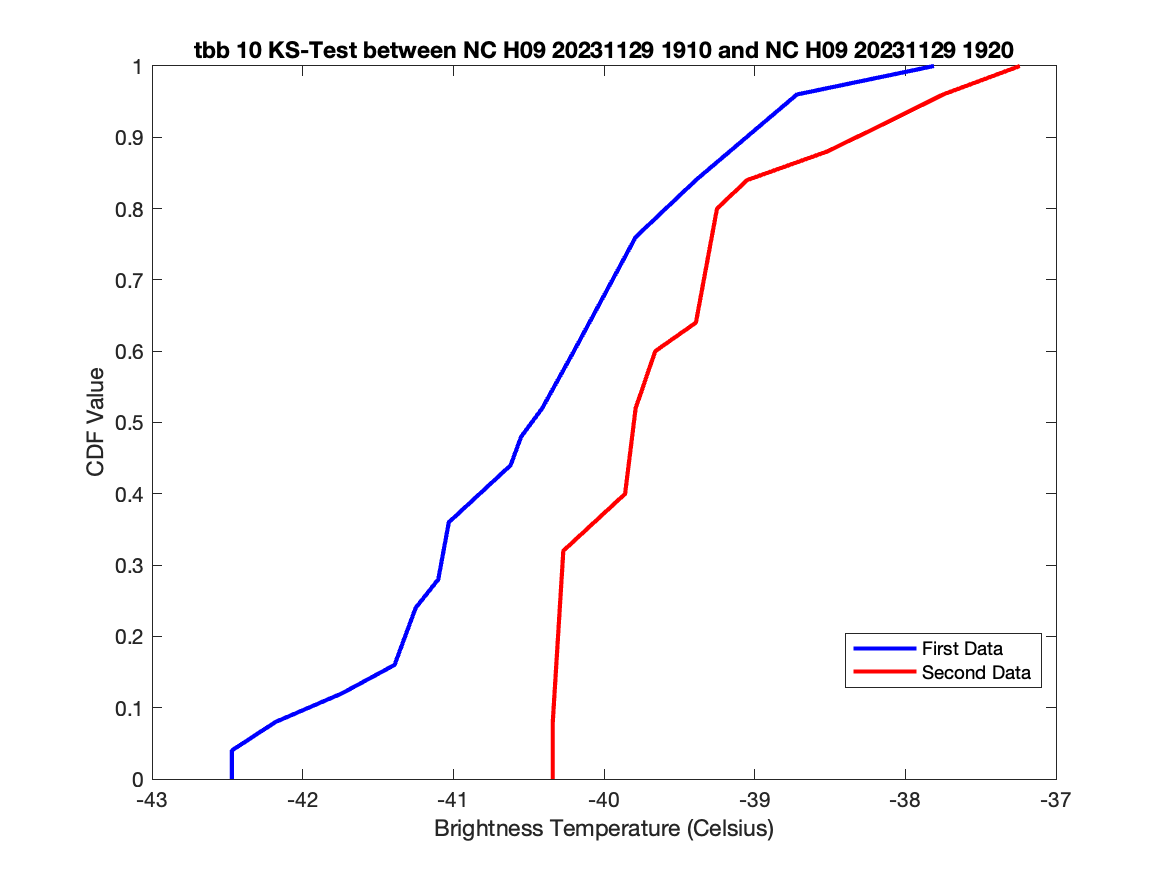 tbb 10 KS-Test between NC H09 20231129 1910 and NC H09 20231129 1920
1
0.9
0.8
0.7
0.6
0.5
0.4
0.3
0.2
0.1
0
CDF Value
First Data
Second Data
-43 -42 -41 -40 -39 -38 -37
Brightness Temperature (Celsius)